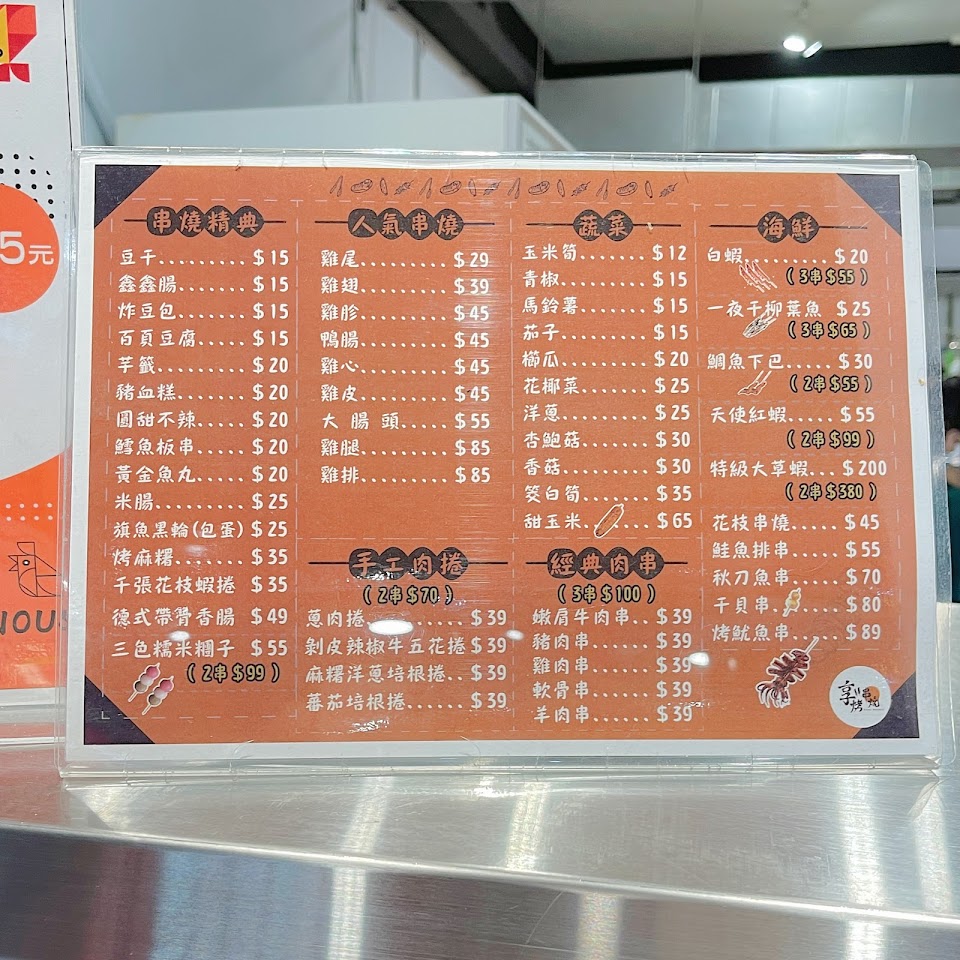 5元
NOUS
串燒精典
豆干.........$15
鑫鑫腸.......$15
炸豆包.......$15
百頁豆腐.....$15
芋籤.........$20
豬血糕.......$20
圓甜不辣.....$20
鱈魚板串.....$20
黃金魚丸.....$20
米腸.........$25
旗魚黑輪(包蛋) $25
烤麻糬.......$35
千張花枝蝦捲 $35
德式帶骨香腸 $49
三色糯米糰子 $55
(2串$99)
人氣串燒
雞尾.........$29
雞翅.........$39
雞胗.........$45
鴨腸.........$45
雞心.........$45
雞皮.........$45
大腸頭.....$55
雞腿.........$85
雞排.........$85
手工肉捲
(2串$70)
蔥肉捲.......$39
剝皮辣椒牛五花捲$39
麻糬洋蔥培根捲..$39
蕃茄培根捲.....$39
蔬菜
玉米筍.......$12
青椒.........$15
馬鈴薯.......$15
茄子.........$15
櫛瓜.........$20
花椰菜.......$25
洋蔥.........$25
杏鮑菇.......$30
香菇.........$30
筊白筍.......$35
甜玉米.......$65
經典肉串
(3串$100)
嫩肩牛肉串..$39
豬肉串.......$39
雞肉串.......$39
軟骨串.......$39
羊肉串.......$39
海鮮
白蝦.........$20
(3串$55)
一夜干柳葉魚 $25
(3串$65)
鯛魚下巴.....$30
(2串$55)
天使紅蝦.....$55
(2串$99)
特級大草蝦...$200
(2串$380)
花枝串燒.....$45
鮭魚排串.....$55
秋刀魚串.....$70
干貝串.......$80
烤魷魚串.....$89
享烤串燒